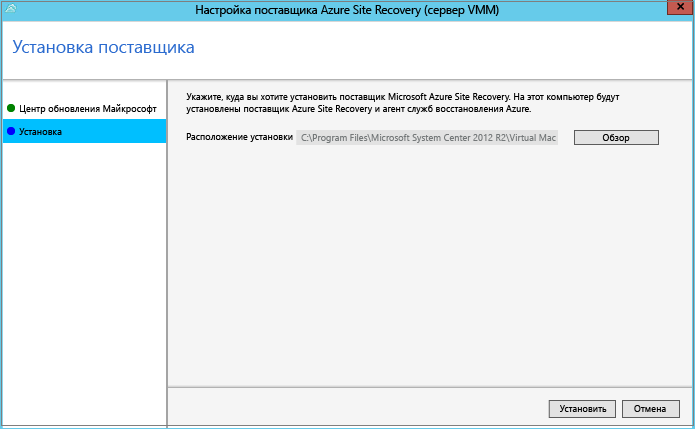 Настройка поставщика Azure Site Recovery (сервер VMM)
Установка поставщика
Центр обновления Майкрософт
Установка
Укажите, куда вы хотите установить поставщик Microsoft Azure Site Recovery. На этот компьютер будут
установлены поставщик Azure Site Recovery и агент служб восстановления Azure.
Расположение установки C:\Program Files\Microsoft System Center 2012 R2\Virtual Mac Обзор
Установить Отмена